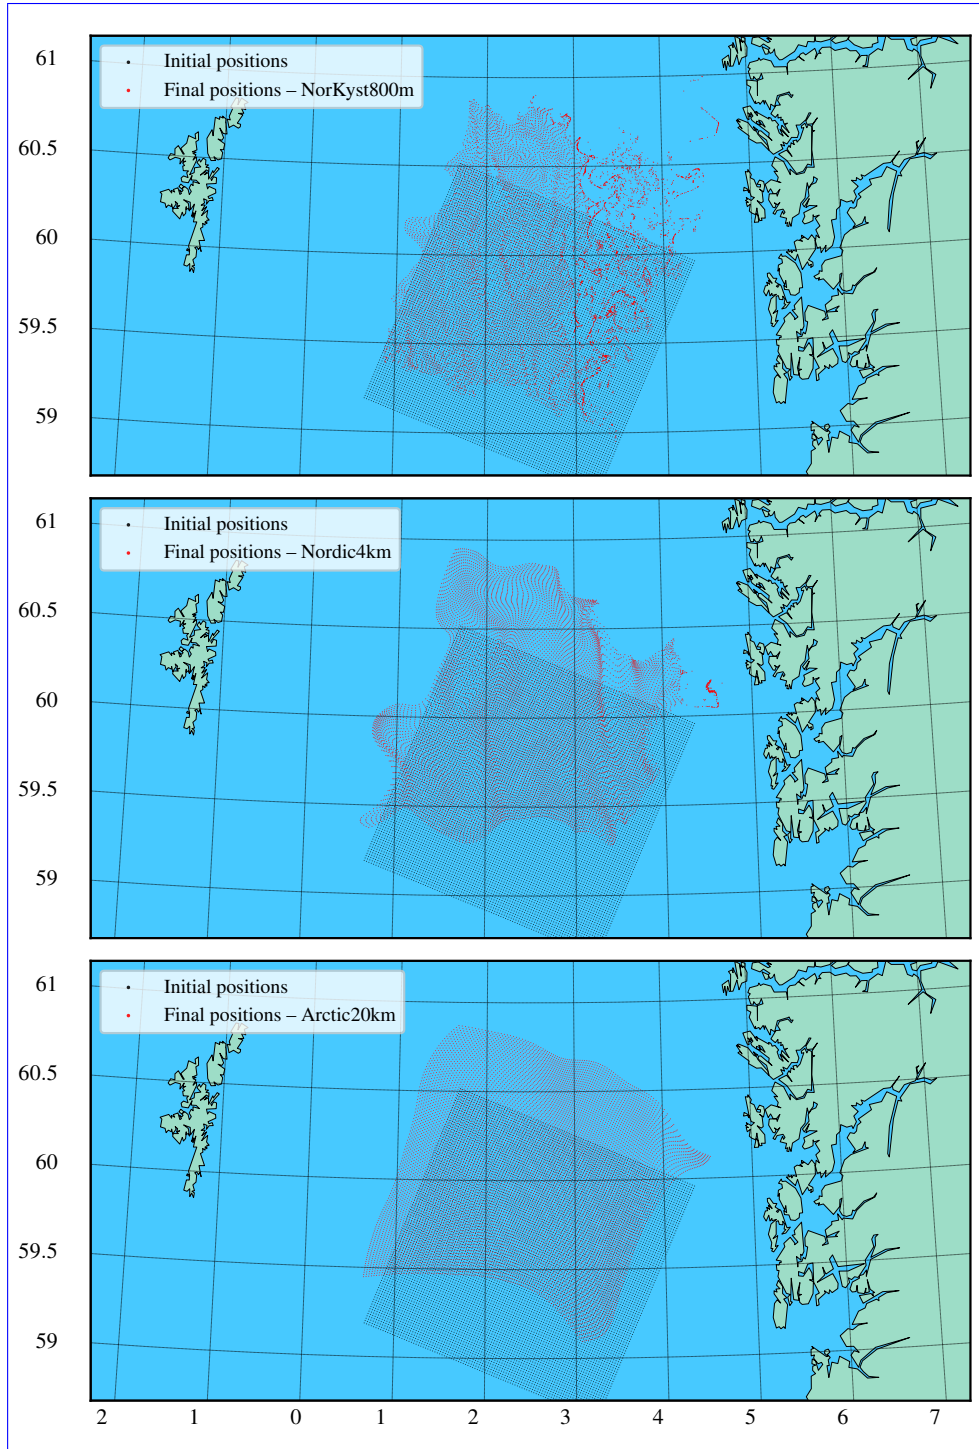 61
Initial positions
Final positions – NorKyst800m
60.5
60
59.5
59
61
Initial positions
Final positions – Nordic4km
60.5
60
59.5
59
61
Initial positions
Final positions – Arctic20km
60.5
60
59.5
59
2 1 0 1 2 3 4 5 6 7